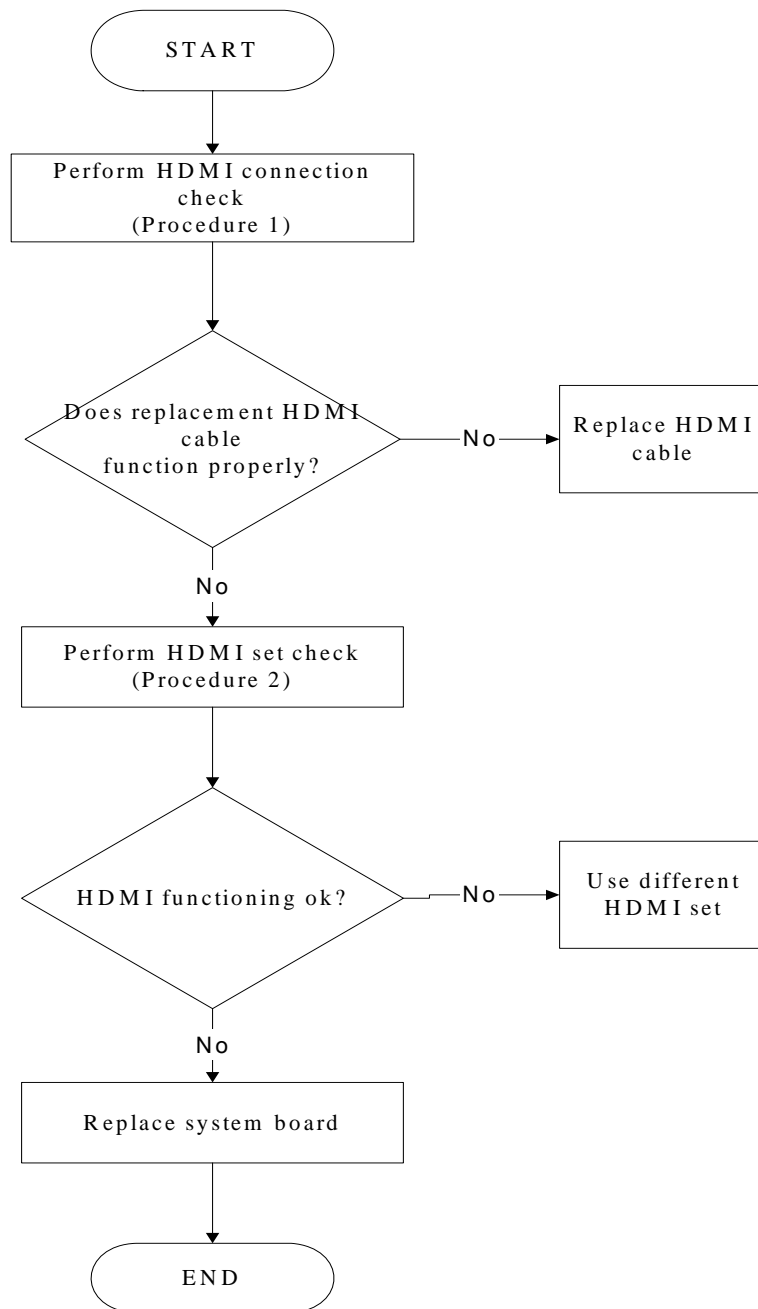 START
Perform HDMI connection
check
(Procedure 1)
Does replacement HDMI
cable
function properly?
No
Replace HDMI
cable
No
Perform HDMI set check
(Procedure 2)
HDMI functioning ok?
No
Use different
HDMI set
No
Replace system board
END